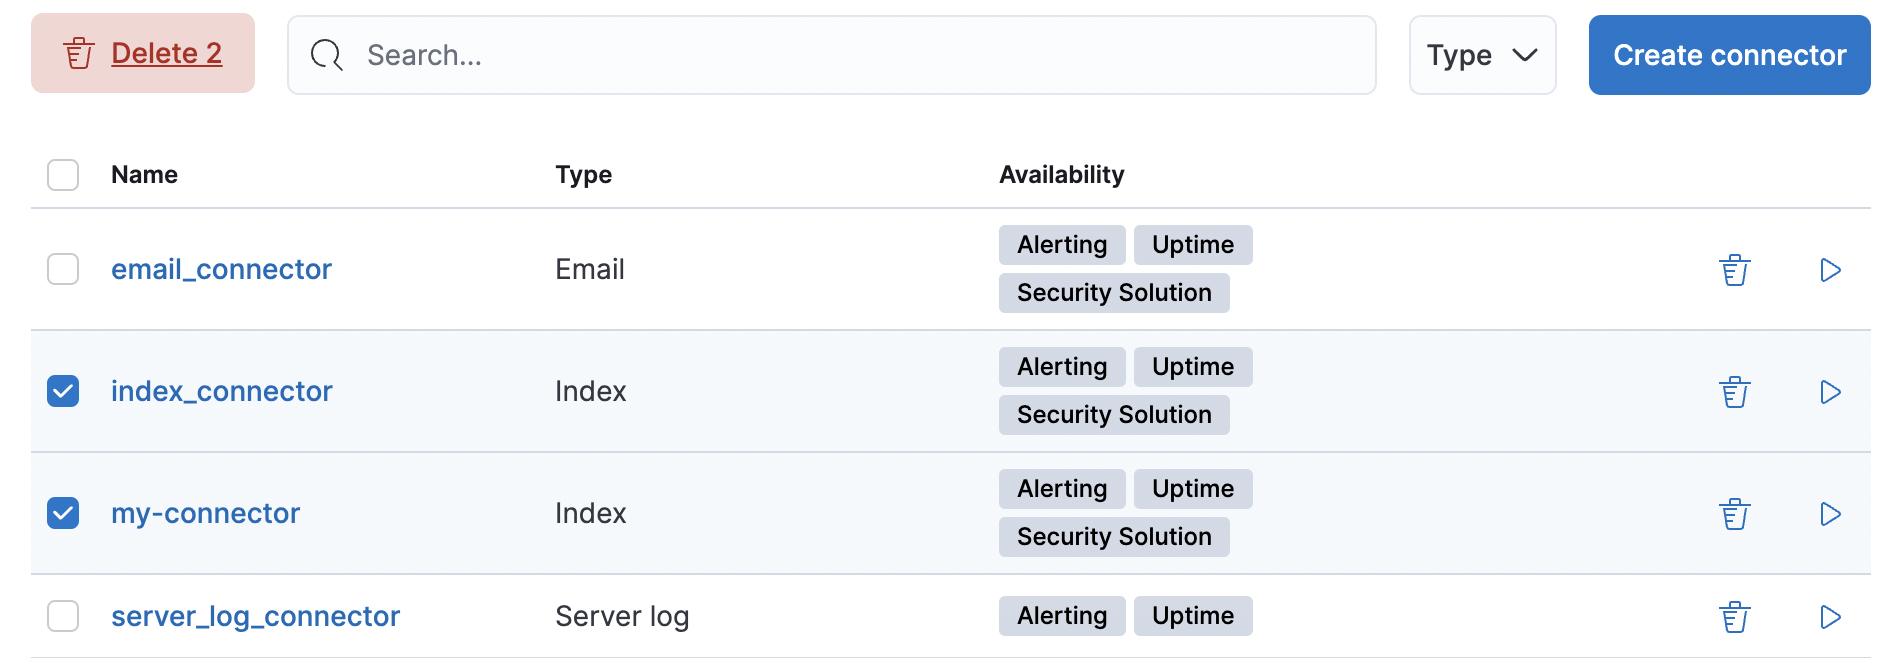 Delete 2 Search... Type Create connector
Name Type Availability
email_connector Email Alerting Uptime
Security Solution
index_connector Index Alerting Uptime
Security Solution
my-connector Index Alerting Uptime
Security Solution
server_log_connector Server log Alerting Uptime